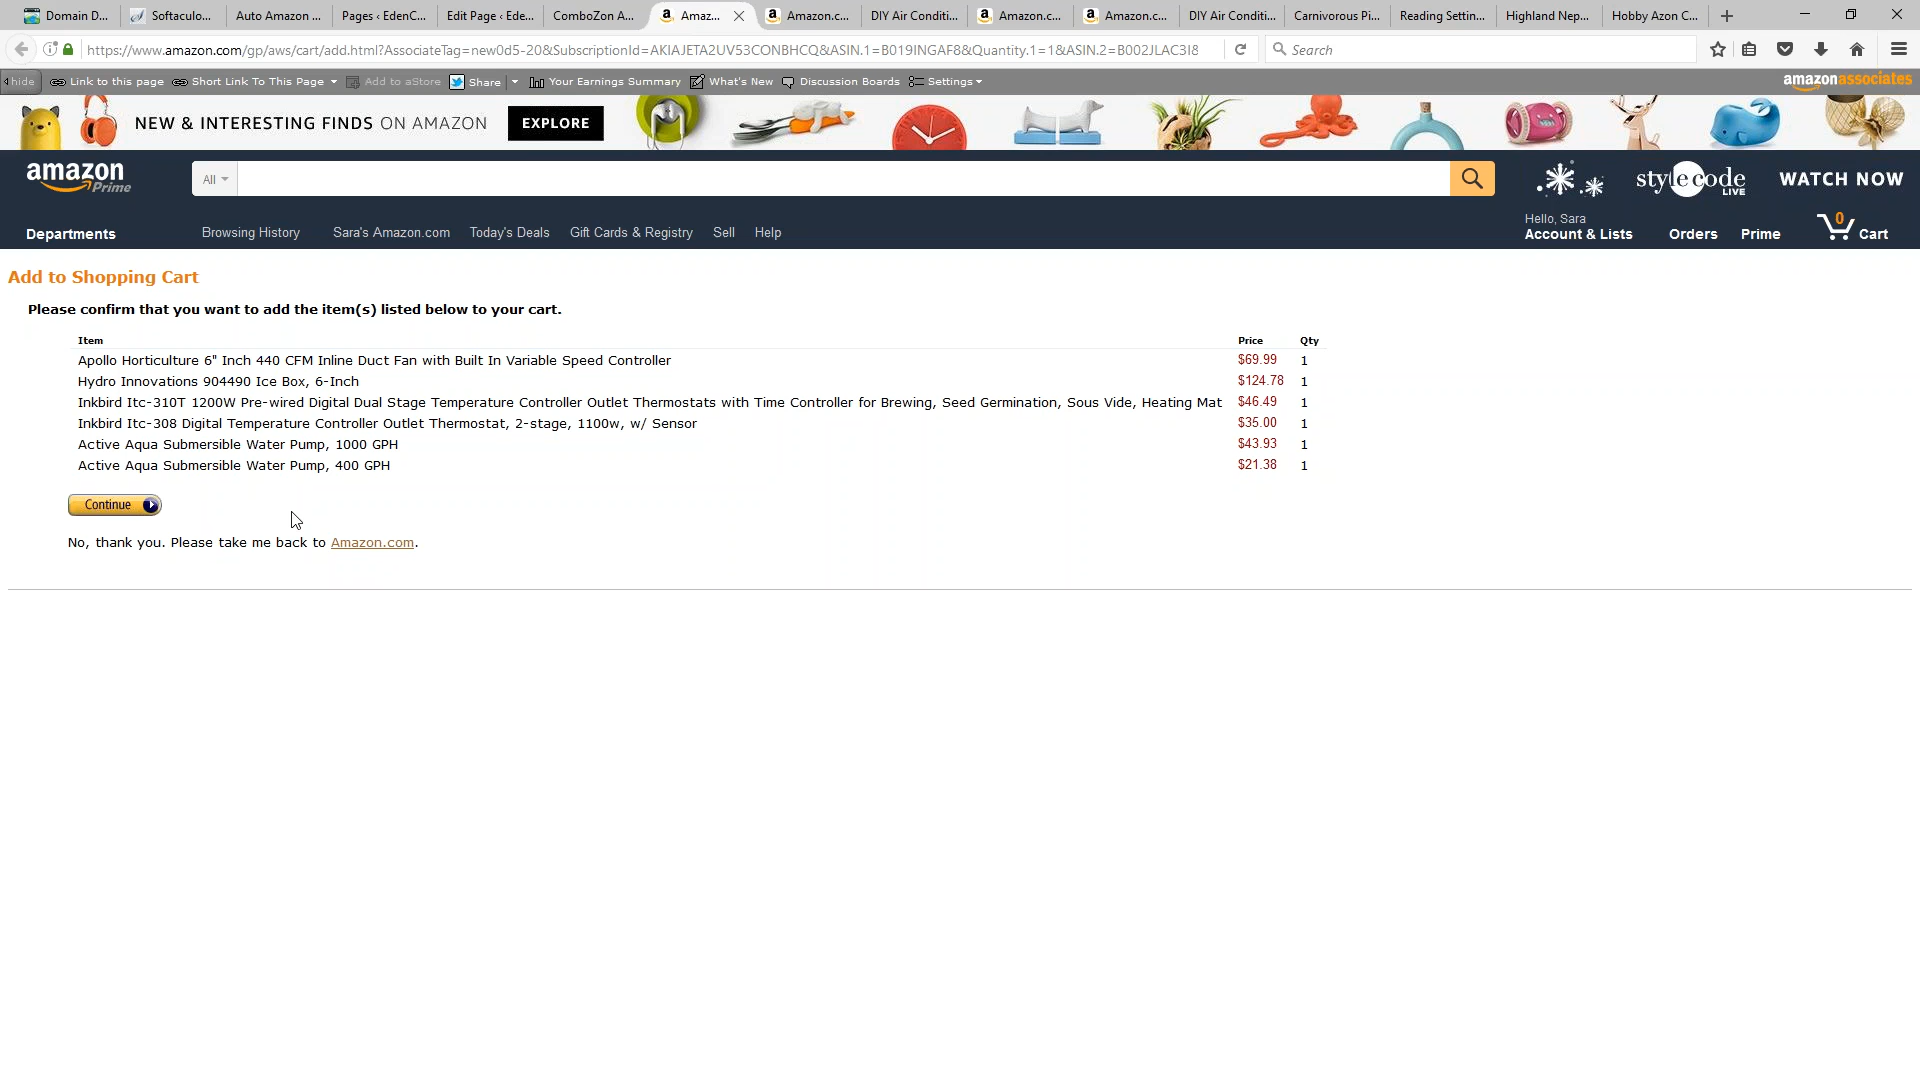 Domain D...
Softaculo...
Auto Amazon ...
Pages ‹ EdenC...
Edit Page ‹ Ede...
ComboZon A...
Amaz...
Amazon.c...
DIY Air Conditi...
Amazon.c...
Amazon.c...
DIY Air Conditi...
Carnivorous Pi...
Reading Settin...
Highland Nep...
Hobby Azon C...
https://www.amazon.com/gp/aws/cart/add.html?AssociateTag=new0d5-20&SubscriptionId=AKIAJETA2UV53CONBHCQ&ASIN.1=B019INGAF8&Quantity.1=1&ASIN.2=B002JLAC3I8
Search
hide
Link to this page
Short Link To This Page
Add to aStore
Share
Your Earnings Summary
What's New
Discussion Boards
Settings
amazonassociates
NEW & INTERESTING FINDS ON AMAZON
EXPLORE
amazon Prime
All
stylecode LIVE
WATCH NOW
Departments
Browsing History
Sara's Amazon.com
Today's Deals
Gift Cards & Registry
Sell
Help
Hello, Sara
Account & Lists
Orders
Prime
0
Cart
Add to Shopping Cart
Please confirm that you want to add the item(s) listed below to your cart.
Item Price Qty
Apollo Horticulture 6" Inch 440 CFM Inline Duct Fan with Built In Variable Speed Controller $69.99 1
Hydro Innovations 904490 Ice Box, 6-Inch $124.78 1
Inkbird Itc-310T 1200W Pre-wired Digital Dual Stage Temperature Controller Outlet Thermostats with Time Controller for Brewing, Seed Germination, Sous Vide, Heating Mat $46.49 1
Inkbird Itc-308 Digital Temperature Controller Outlet Thermostat, 2-stage, 1100w, w/ Sensor $35.00 1
Active Aqua Submersible Water Pump, 1000 GPH $43.93 1
Active Aqua Submersible Water Pump, 400 GPH $21.38 1
Continue
No, thank you. Please take me back to Amazon.com.